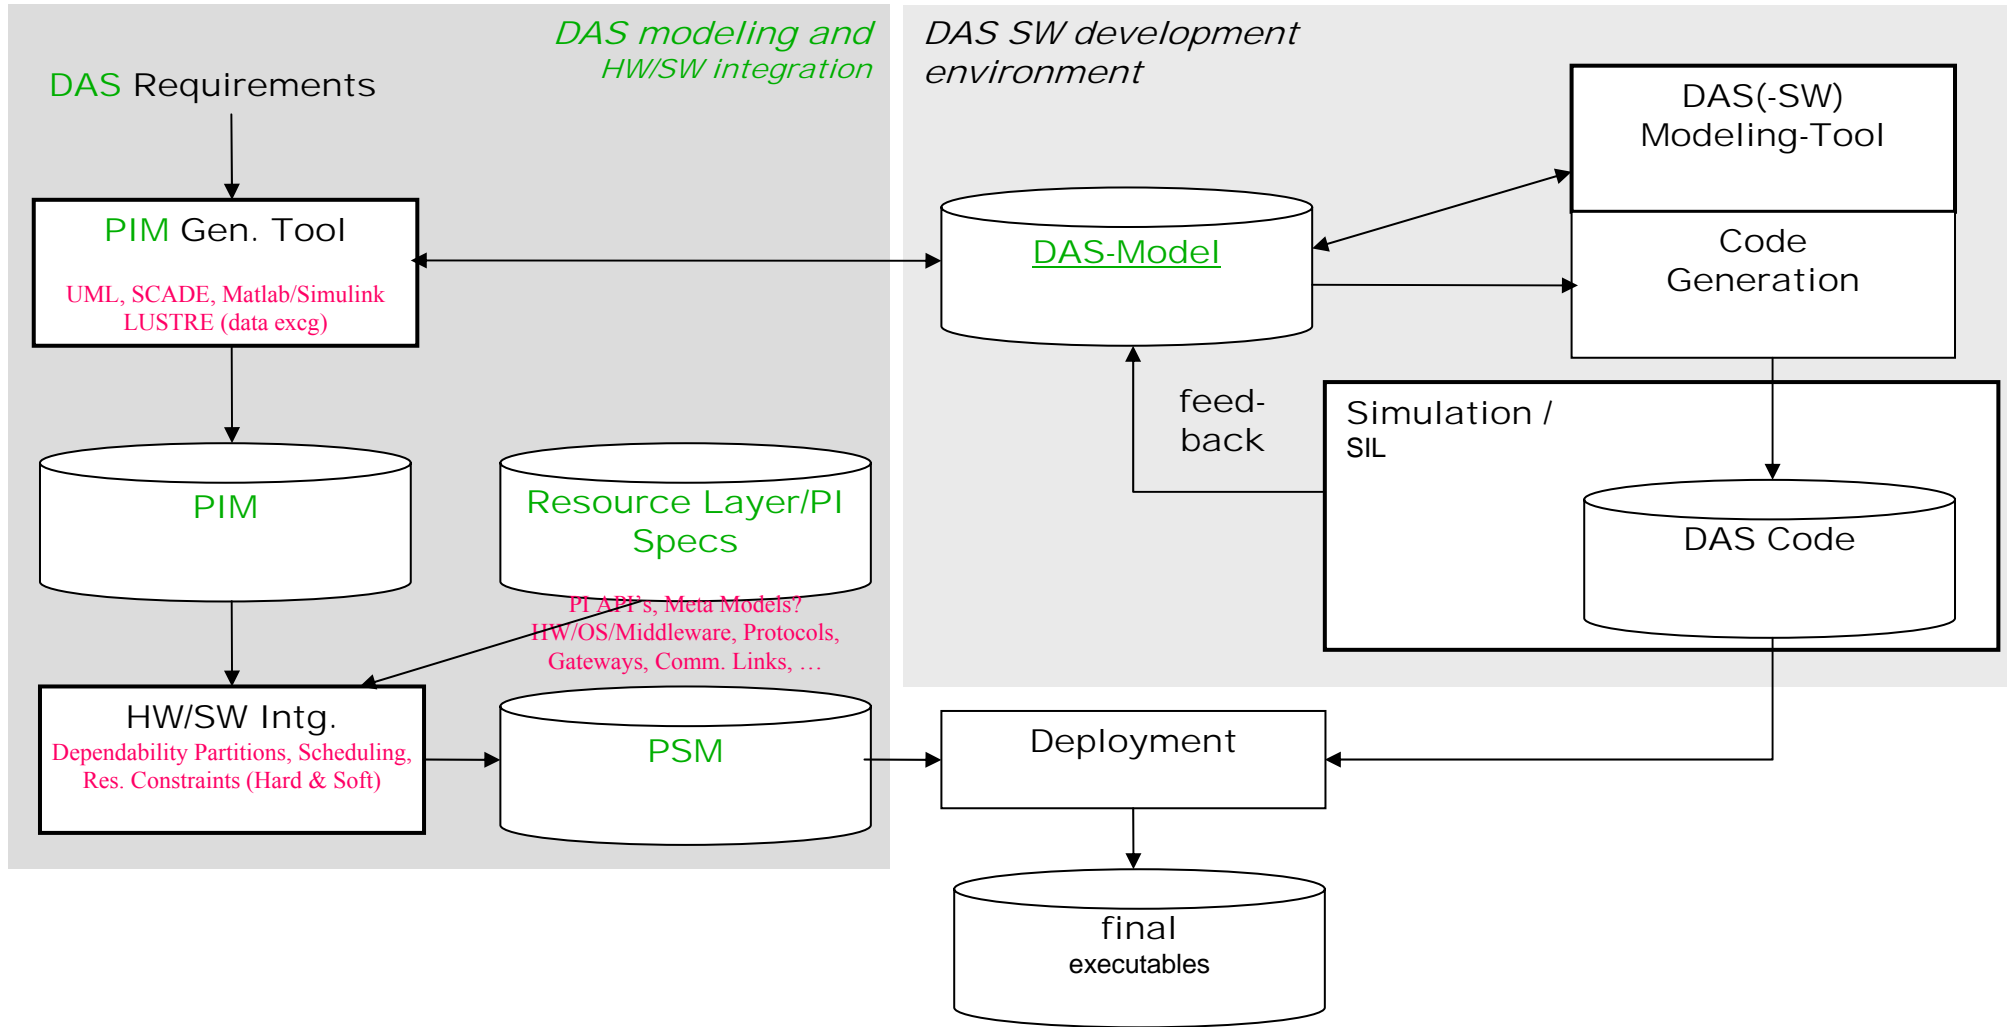 DAS modeling and
HW/SW integration
DAS Requirements
PIM Gen. Tool
UML, SCADE, Matlab/Simulink
LUSTRE (data excg)
PIM
Resource Layer/PI
Specs
PI API's, Meta Models?
HW/OS/Middleware, Protocols,
Gateways, Comm. Links, …
HW/SW Intg.
Dependability Partitions, Scheduling,
Res. Constraints (Hard & Soft)
PSM
DAS SW development
environment
DAS(-SW)
Modeling-Tool
DAS-Model
Code
Generation
feed-
back
Simulation /
SIL
DAS Code
Deployment
final
executables